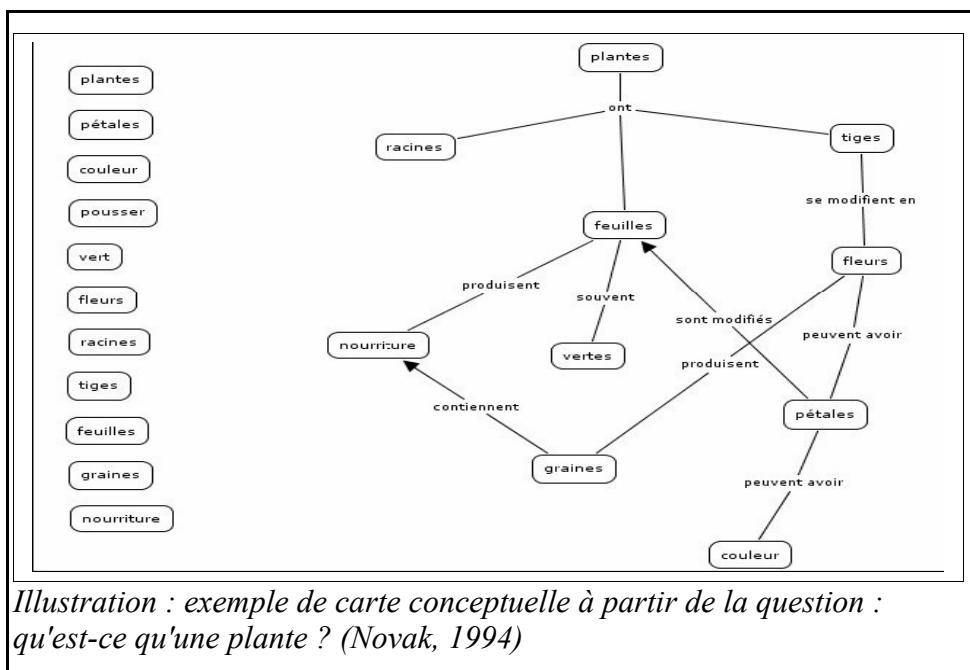 plantes
pétales
couleur
pousser
vert
fleurs
racines
tiges
feuilles
graines
nourriture
plantes
ont
racines
tiges
se modifient en
feuilles
fleurs
produisent
souvent
sont modifiés
peuvent avoir
nourriture
vertes
produisent
contiennent
pétales
graines
peuvent avoir
couleur
Illustration : exemple de carte conceptuelle à partir de la question :
qu'est-ce qu'une plante ? (Novak, 1994)